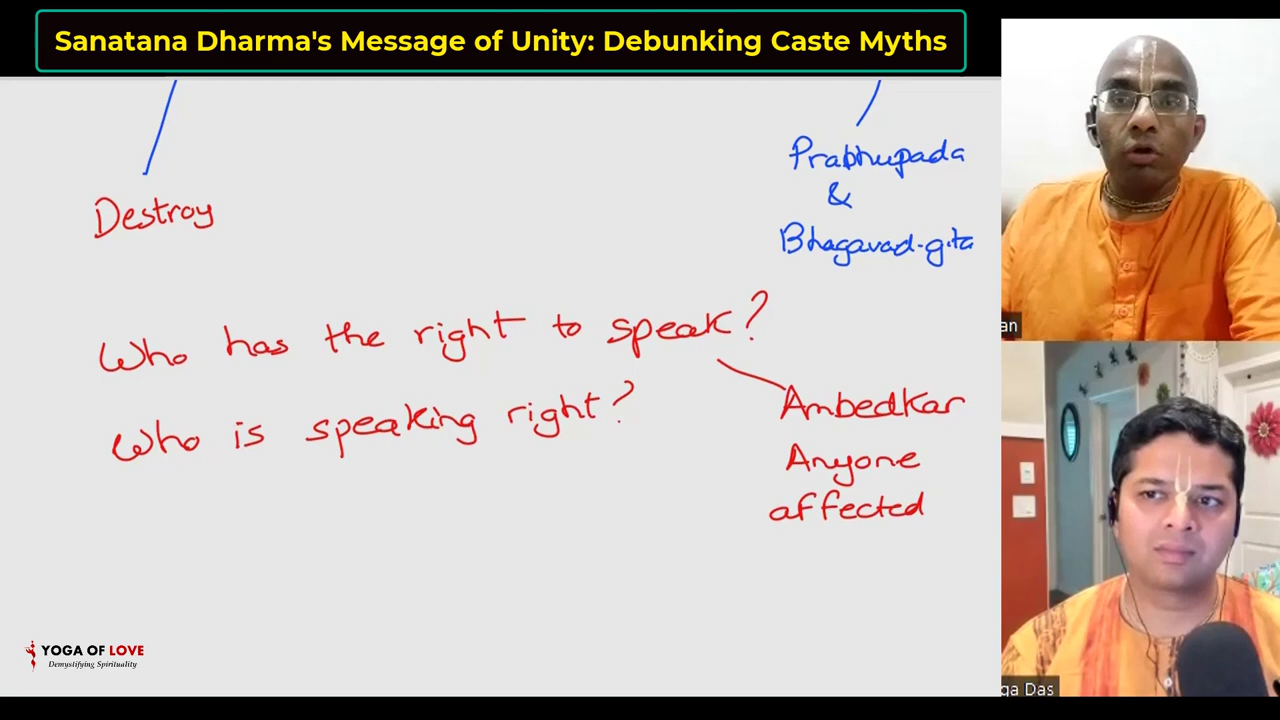 Sanatana Dharma's Message of Unity: Debunking Caste Myths
Prabhupada
&
Bhagavad-gita
Destroy
Who has the right to speak?
Who is speaking right?
Ambedkar
Anyone
affected
YOGA OF LOVE
Demystifying Spirituality
an
ga Das